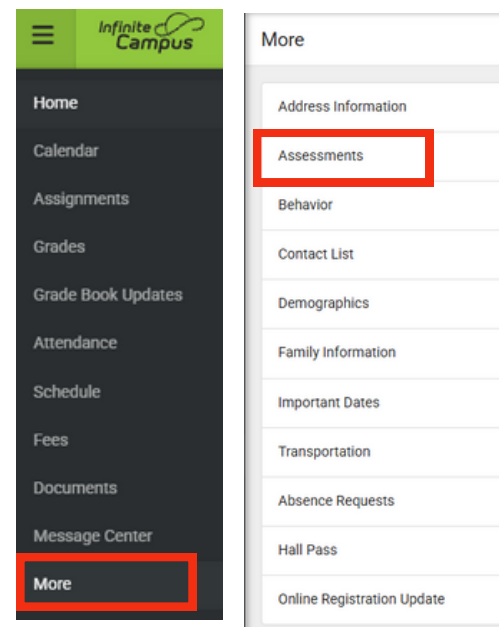 Infinite
Campus
Home
Calendar
Assignments
Grades
Grade Book Updates
Attendance
Schedule
Fees
Documents
Message Center
More
More
Address Information
Assessments
Behavior
Contact List
Demographics
Family Information
Important Dates
Transportation
Absence Requests
Hall Pass
Online Registration Update